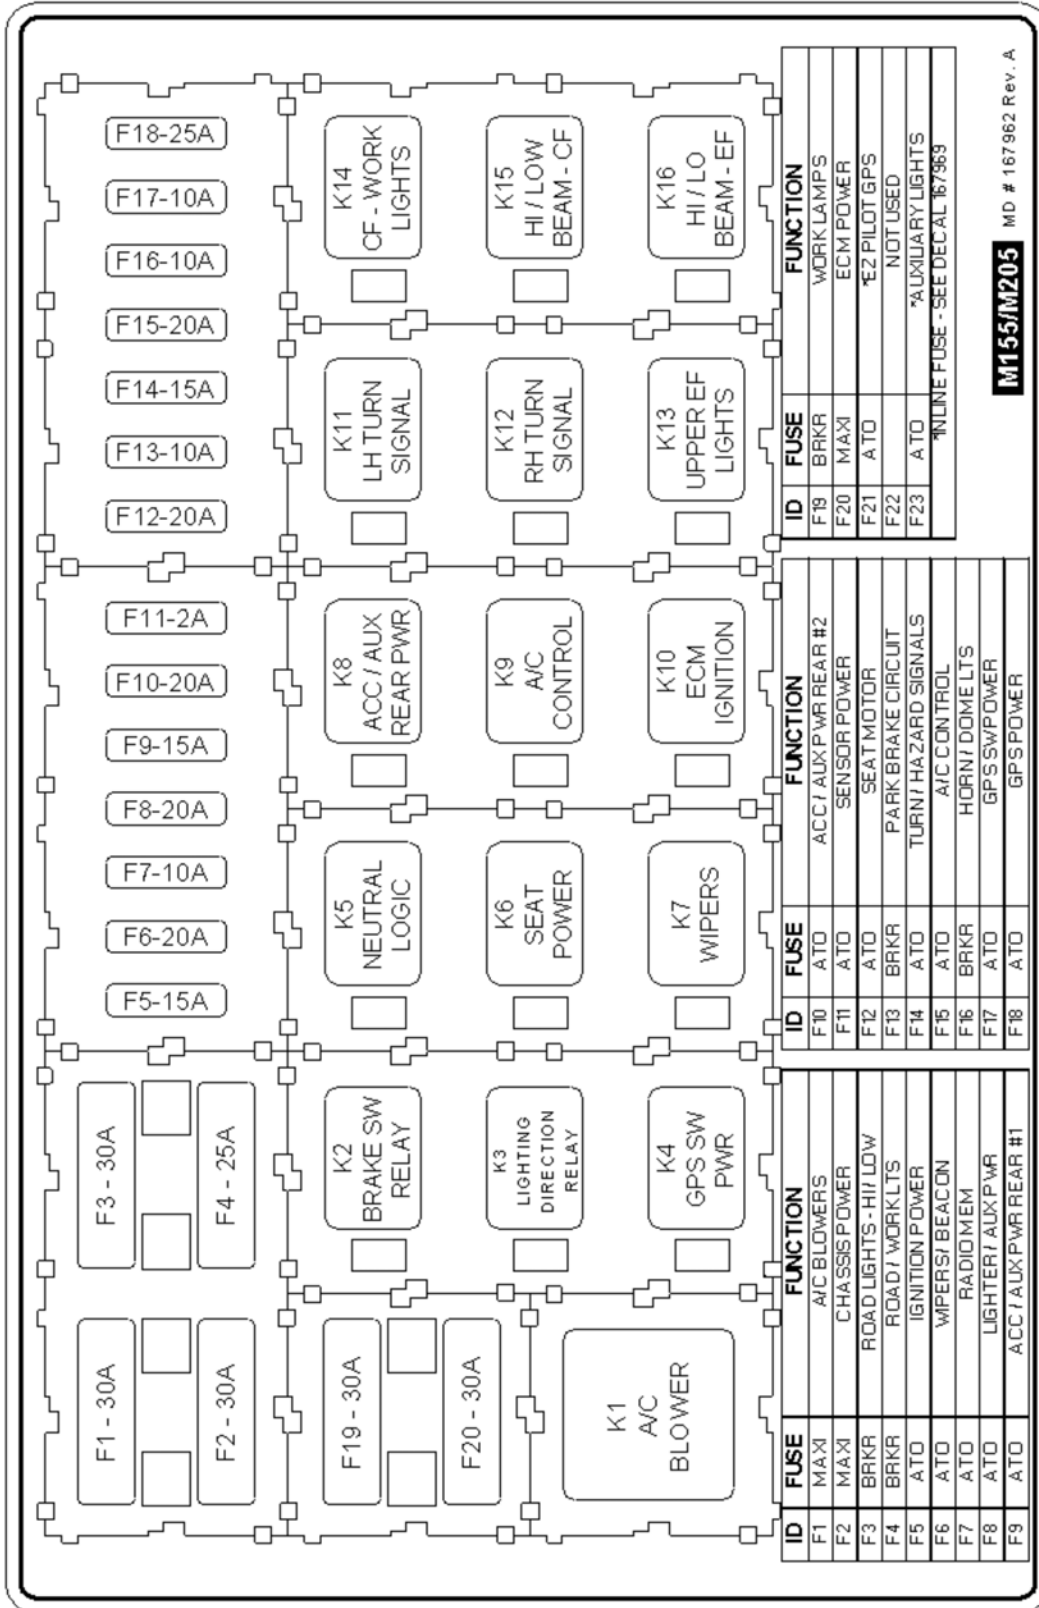 F1 - 30A
F2 - 30A
F3 - 30A
F4 - 25A
F5-15A
F6-20A
F7-10A
F8-20A
F9-15A
F10-20A
F11-2A
F12-20A
F13-10A
F14-15A
F15-20A
F16-10A
F17-10A
F18-25A
F19 - 30A
F20 - 30A
K1
A/C
BLOWER
K2
BRAKE SW
RELAY
K3
LIGHTING
DIRECTION
RELAY
K4
GPS SW
PWR
K5
NEUTRAL
LOGIC
K6
SEAT
POWER
K7
WIPERS
K8
ACC / AUX
REAR PWR
K9
A/C
CONTROL
K10
ECM
IGNITION
K11
LH TURN
SIGNAL
K12
RH TURN
SIGNAL
K13
UPPER EF
LIGHTS
K14
CF - WORK
LIGHTS
K15
HI / LOW
BEAM - CF
K16
HI / LO
BEAM - EF
ID FUSE FUNCTION
F1 MAXI A/C BLOWERS
F2 MAXI CHASSIS POWER
F3 BRKR ROAD LIGHTS - HI / LOW
F4 BRKR ROAD / WORK LTS
F5 ATO IGNITION POWER
F6 ATO WIPERS / BEACON
F7 ATO RADIO MEM
F8 ATO LIGHTER / AUX PWR
F9 ATO ACC / AUX PWR REAR #1
ID FUSE FUNCTION
F10 ATO ACC / AUX PWR REAR #2
F11 ATO SENSOR POWER
F12 ATO SEAT MOTOR
F13 BRKR PARK BRAKE CIRCUIT
F14 ATO TURN / HAZARD SIGNALS
F15 ATO A/C CONTROL
F16 BRKR HORN / DOME LTS
F17 ATO GPS SW POWER
F18 ATO GPS POWER
ID FUSE FUNCTION
F19 BRKR WORK LAMPS
F20 MAXI ECM POWER
F21 ATO *EZ PILOT GPS
F22 NOT USED
F23 ATO *AUXILIARY LIGHTS
*INLINE FUSE - SEE DECAL 167969
M155/M205 MD # 167962 Rev. A